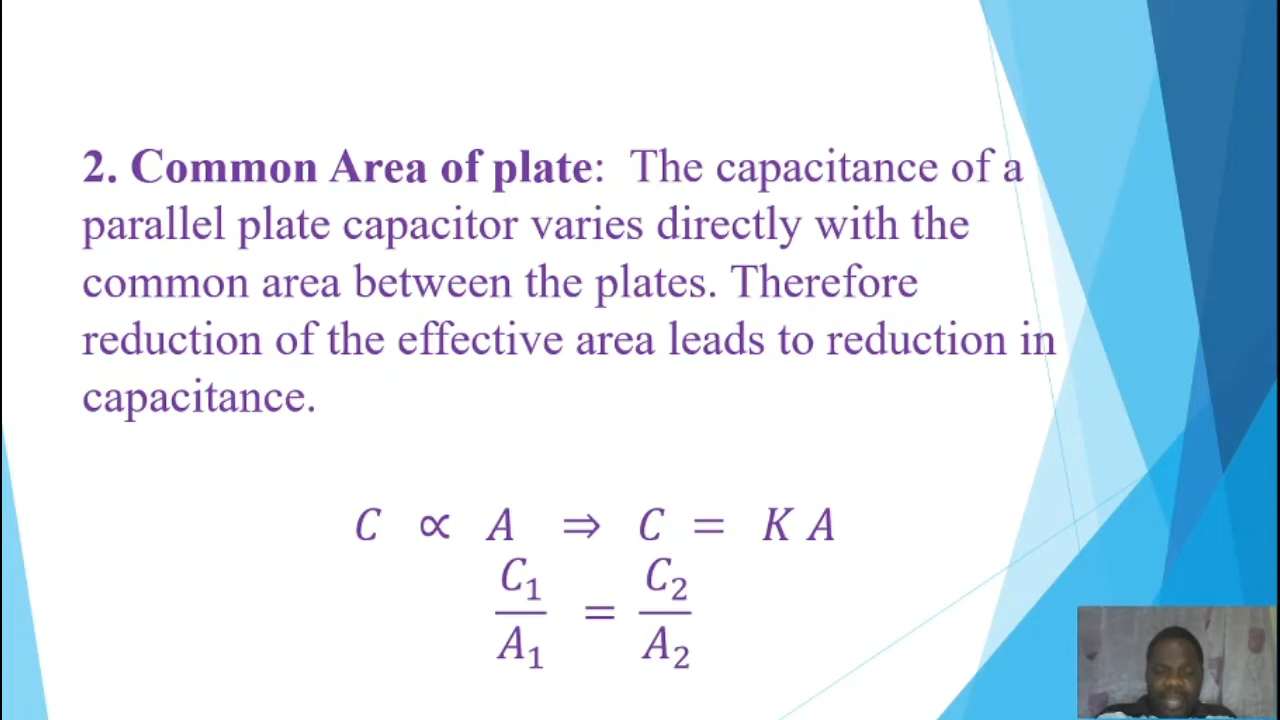 2. Common Area of plate:  The capacitance of a
parallel plate capacitor varies directly with the
common area between the plates. Therefore
reduction of the effective area leads to reduction in
capacitance.
C ∝ A ⇒ C = K A
C₁/A₁ = C₂/A₂